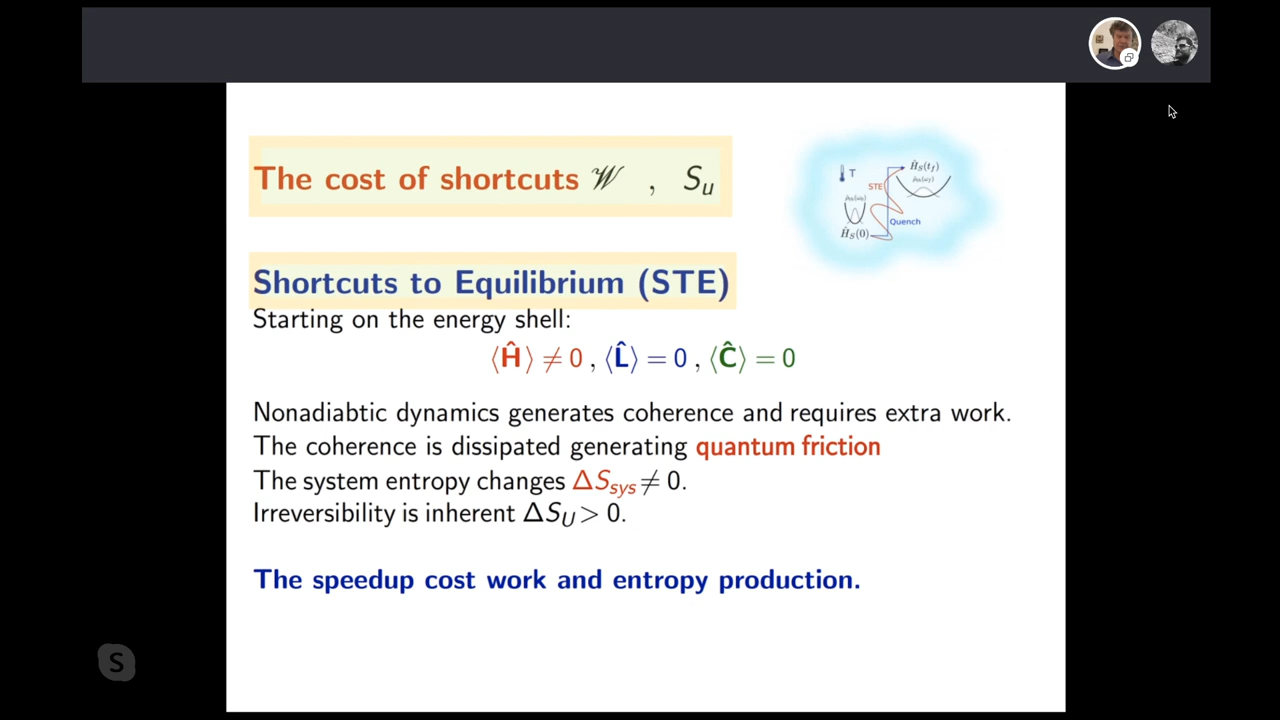 The cost of shortcuts 𝒲 , Sᵤ
T
Ĥ_S(t_f)
STE
Quench
Ĥ_S(0)
Shortcuts to Equilibrium (STE)
Starting on the energy shell:
⟨Ĥ⟩ ≠ 0 , ⟨L̂⟩ = 0 , ⟨Ĉ⟩ = 0
Nonadiabtic dynamics generates coherence and requires extra work.
The coherence is dissipated generating quantum friction
The system entropy changes ΔS_sys ≠ 0.
Irreversibility is inherent ΔS_U > 0.
The speedup cost work and entropy production.
S